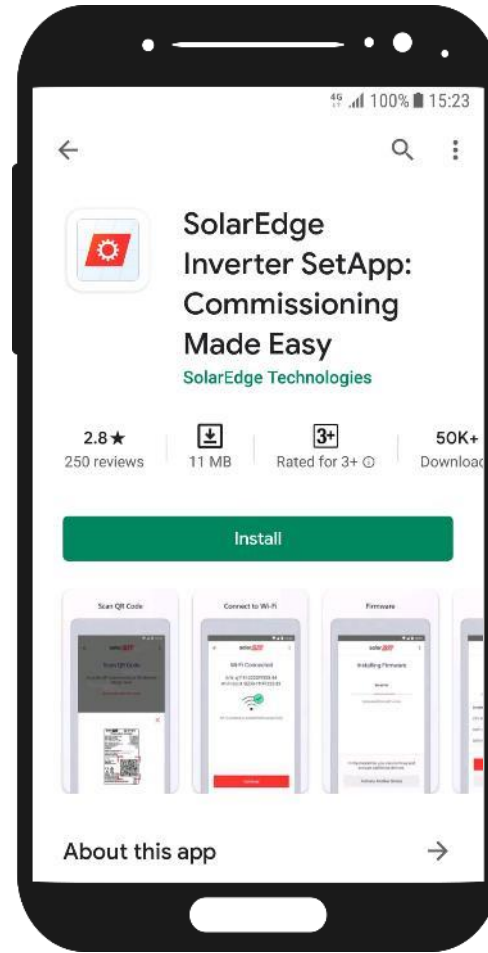 4G 100% 15:23
SolarEdge
Inverter SetApp:
Commissioning
Made Easy
SolarEdge Technologies
2.8★ 3+ 50K+
250 reviews 11 MB Rated for 3+ Downloac
Install
Scan QR Code Connect to Wi-Fi Firmware
Wi-Fi Connected Installing Firmware
About this app